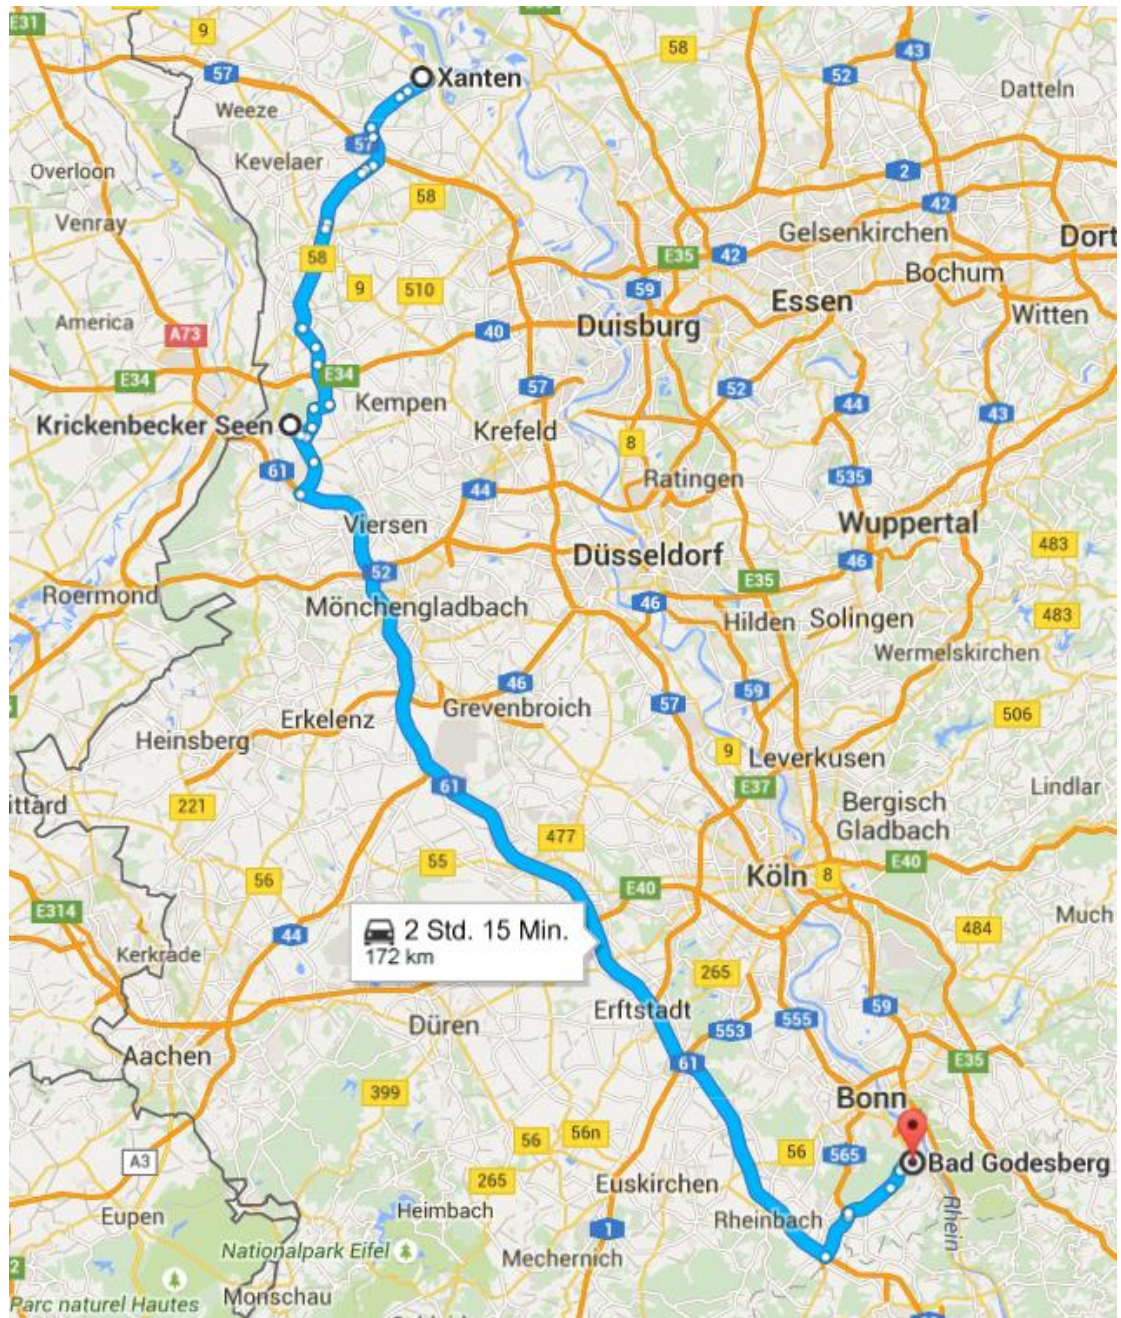 E31
9
57
Weeze
Xanten
58
52
43
Datteln
Overloon
Kevelaer
57
58
2
42
Venray
58
Gelsenkirchen
Dort
E35
42
Bochum
9
510
59
Essen
America
A73
40
Duisburg
Witten
E34
E34
57
52
44
43
Kempen
Krickenbecker Seen
Krefeld
8
61
44
Ratingen
535
Viersen
Wuppertal
52
Düsseldorf
46
483
Roermond
Mönchengladbach
E35
46
Hilden
Solingen
483
Wermelskirchen
46
59
57
Erkelenz
Grevenbroich
506
Heinsberg
9
Leverkusen
61
E37
Lindlar
ittard
221
Bergisch
Gladbach
477
55
56
Köln
8
E40
E40
E314
2 Std. 15 Min.
172 km
44
484
Much
Kerkrade
265
Erftstadt
59
555
553
Düren
Aachen
61
E35
399
Bonn
56
56n
56
565
A3
Bad Godesberg
265
Euskirchen
Heimbach
Rheinbach
Rhein
Eupen
1
Nationalpark Eifel
Mechernich
2
Monschau
Parc naturel Hautes